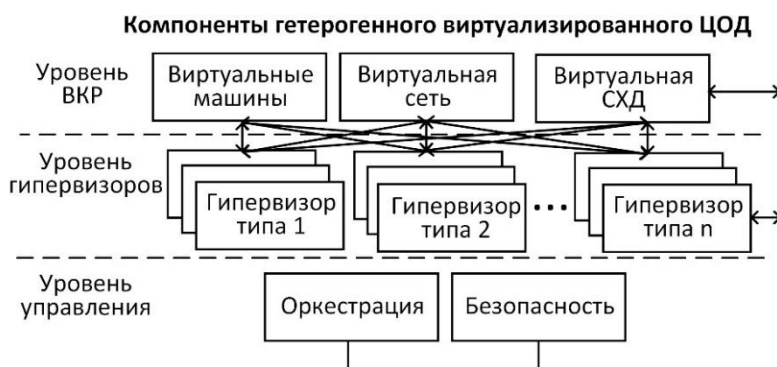 Компоненты гетерогенного виртуализированного ЦОД
Уровень
ВКР
Виртуальные
машины
Виртуальная
сеть
Виртуальная
СХД
Уровень
гипервизоров
Гипервизор
типа 1
Гипервизор
типа 2
...
Гипервизор
типа n
Уровень
управления
Оркестрация
Безопасность